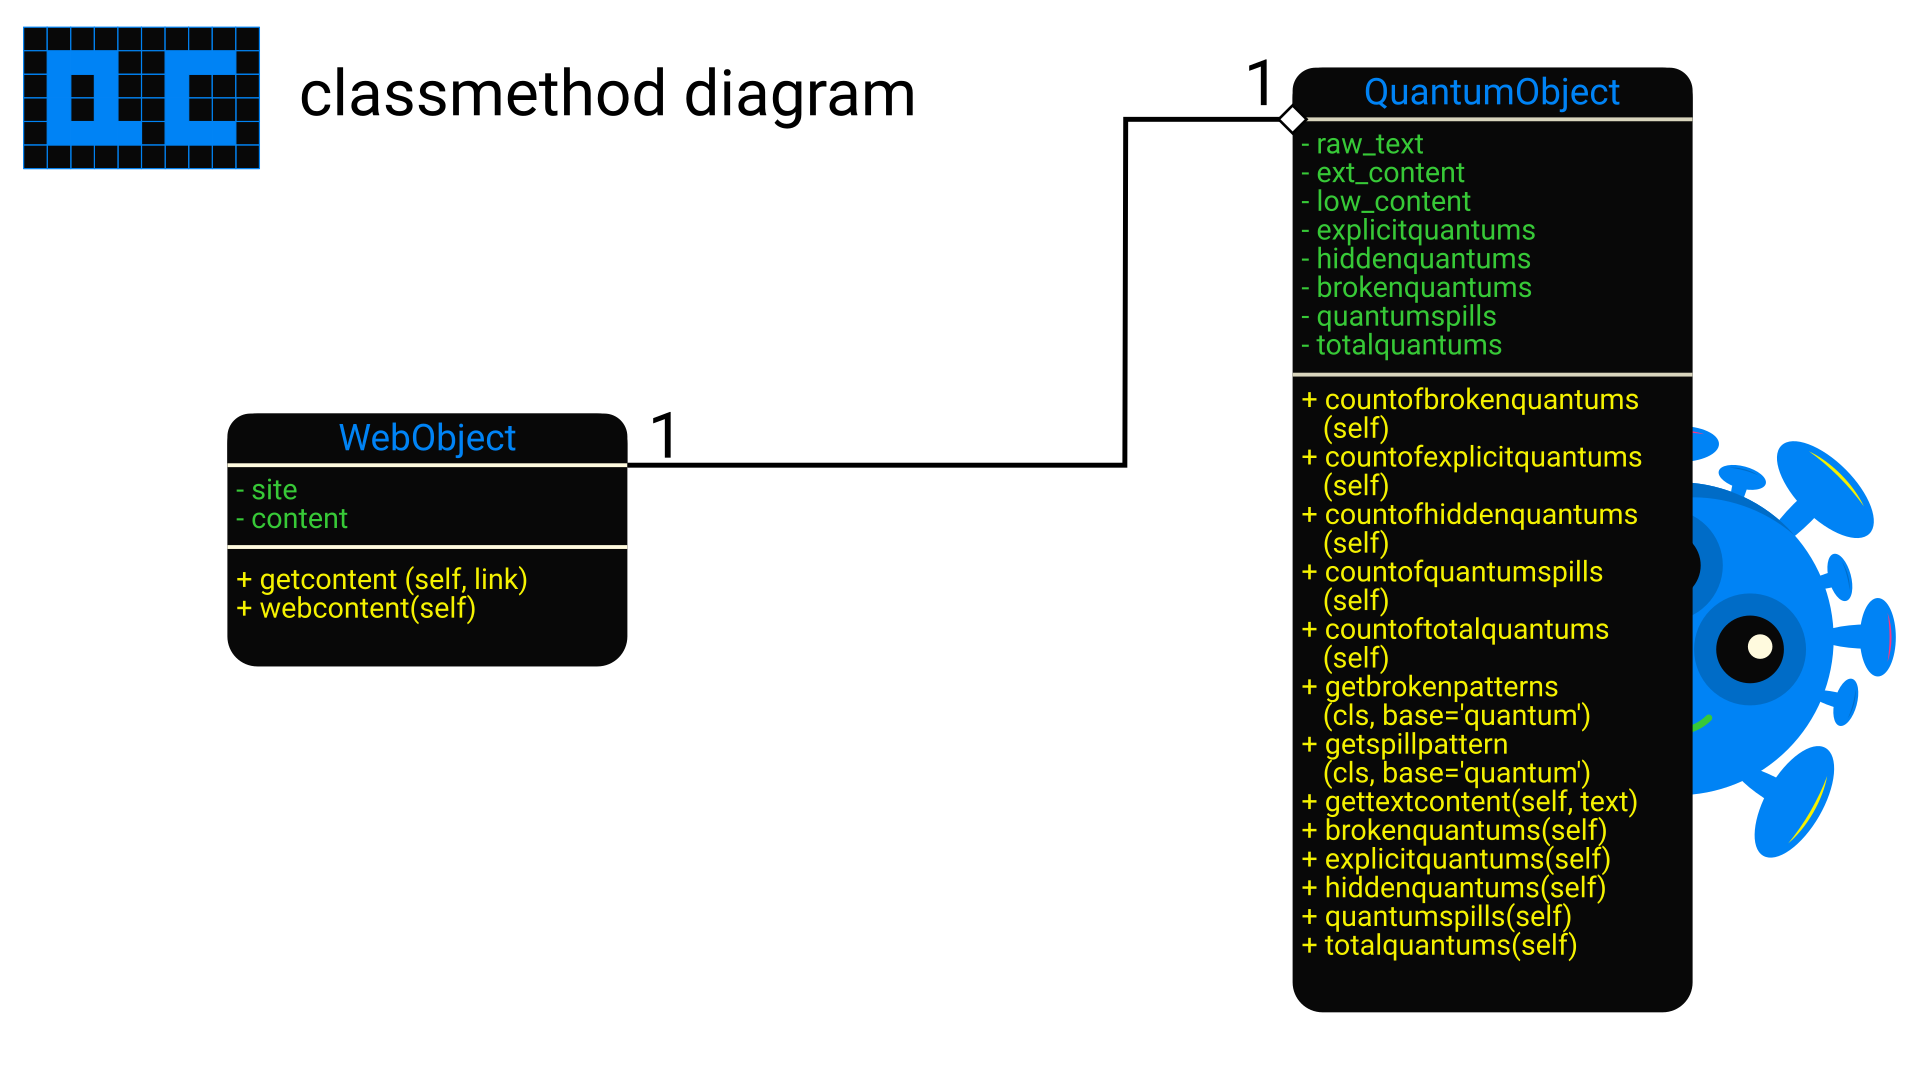 QC
classmethod diagram
1
QuantumObject
- raw_text
- ext_content
- low_content
- explicitquantums
- hiddenquantums
- brokenquantums
- quantumspills
- totalquantums
+ countofbrokenquantums
(self)
+ countofexplicitquantums
(self)
+ countofhiddenquantums
(self)
+ countofquantumspills
(self)
+ countoftotalquantums
(self)
+ getbrokenpatterns
(cls, base='quantum')
+ getspillpattern
(cls, base='quantum')
+ gettextcontent(self, text)
+ brokenquantums(self)
+ explicitquantums(self)
+ hiddenquantums(self)
+ quantumspills(self)
+ totalquantums(self)
WebObject
1
- site
- content
+ getcontent (self, link)
+ webcontent(self)